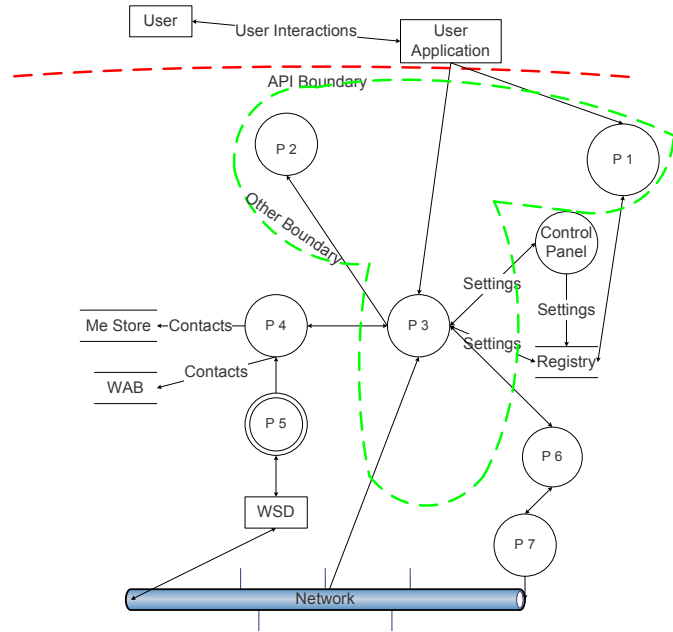 User
User Interactions
User
Application
API Boundary
P 2
P 1
Other Boundary
Control
Panel
Settings
Settings
Me Store
Contacts
P 4
P 3
Settings
Registry
WAB
Contacts
P 5
P 6
WSD
P 7
Network